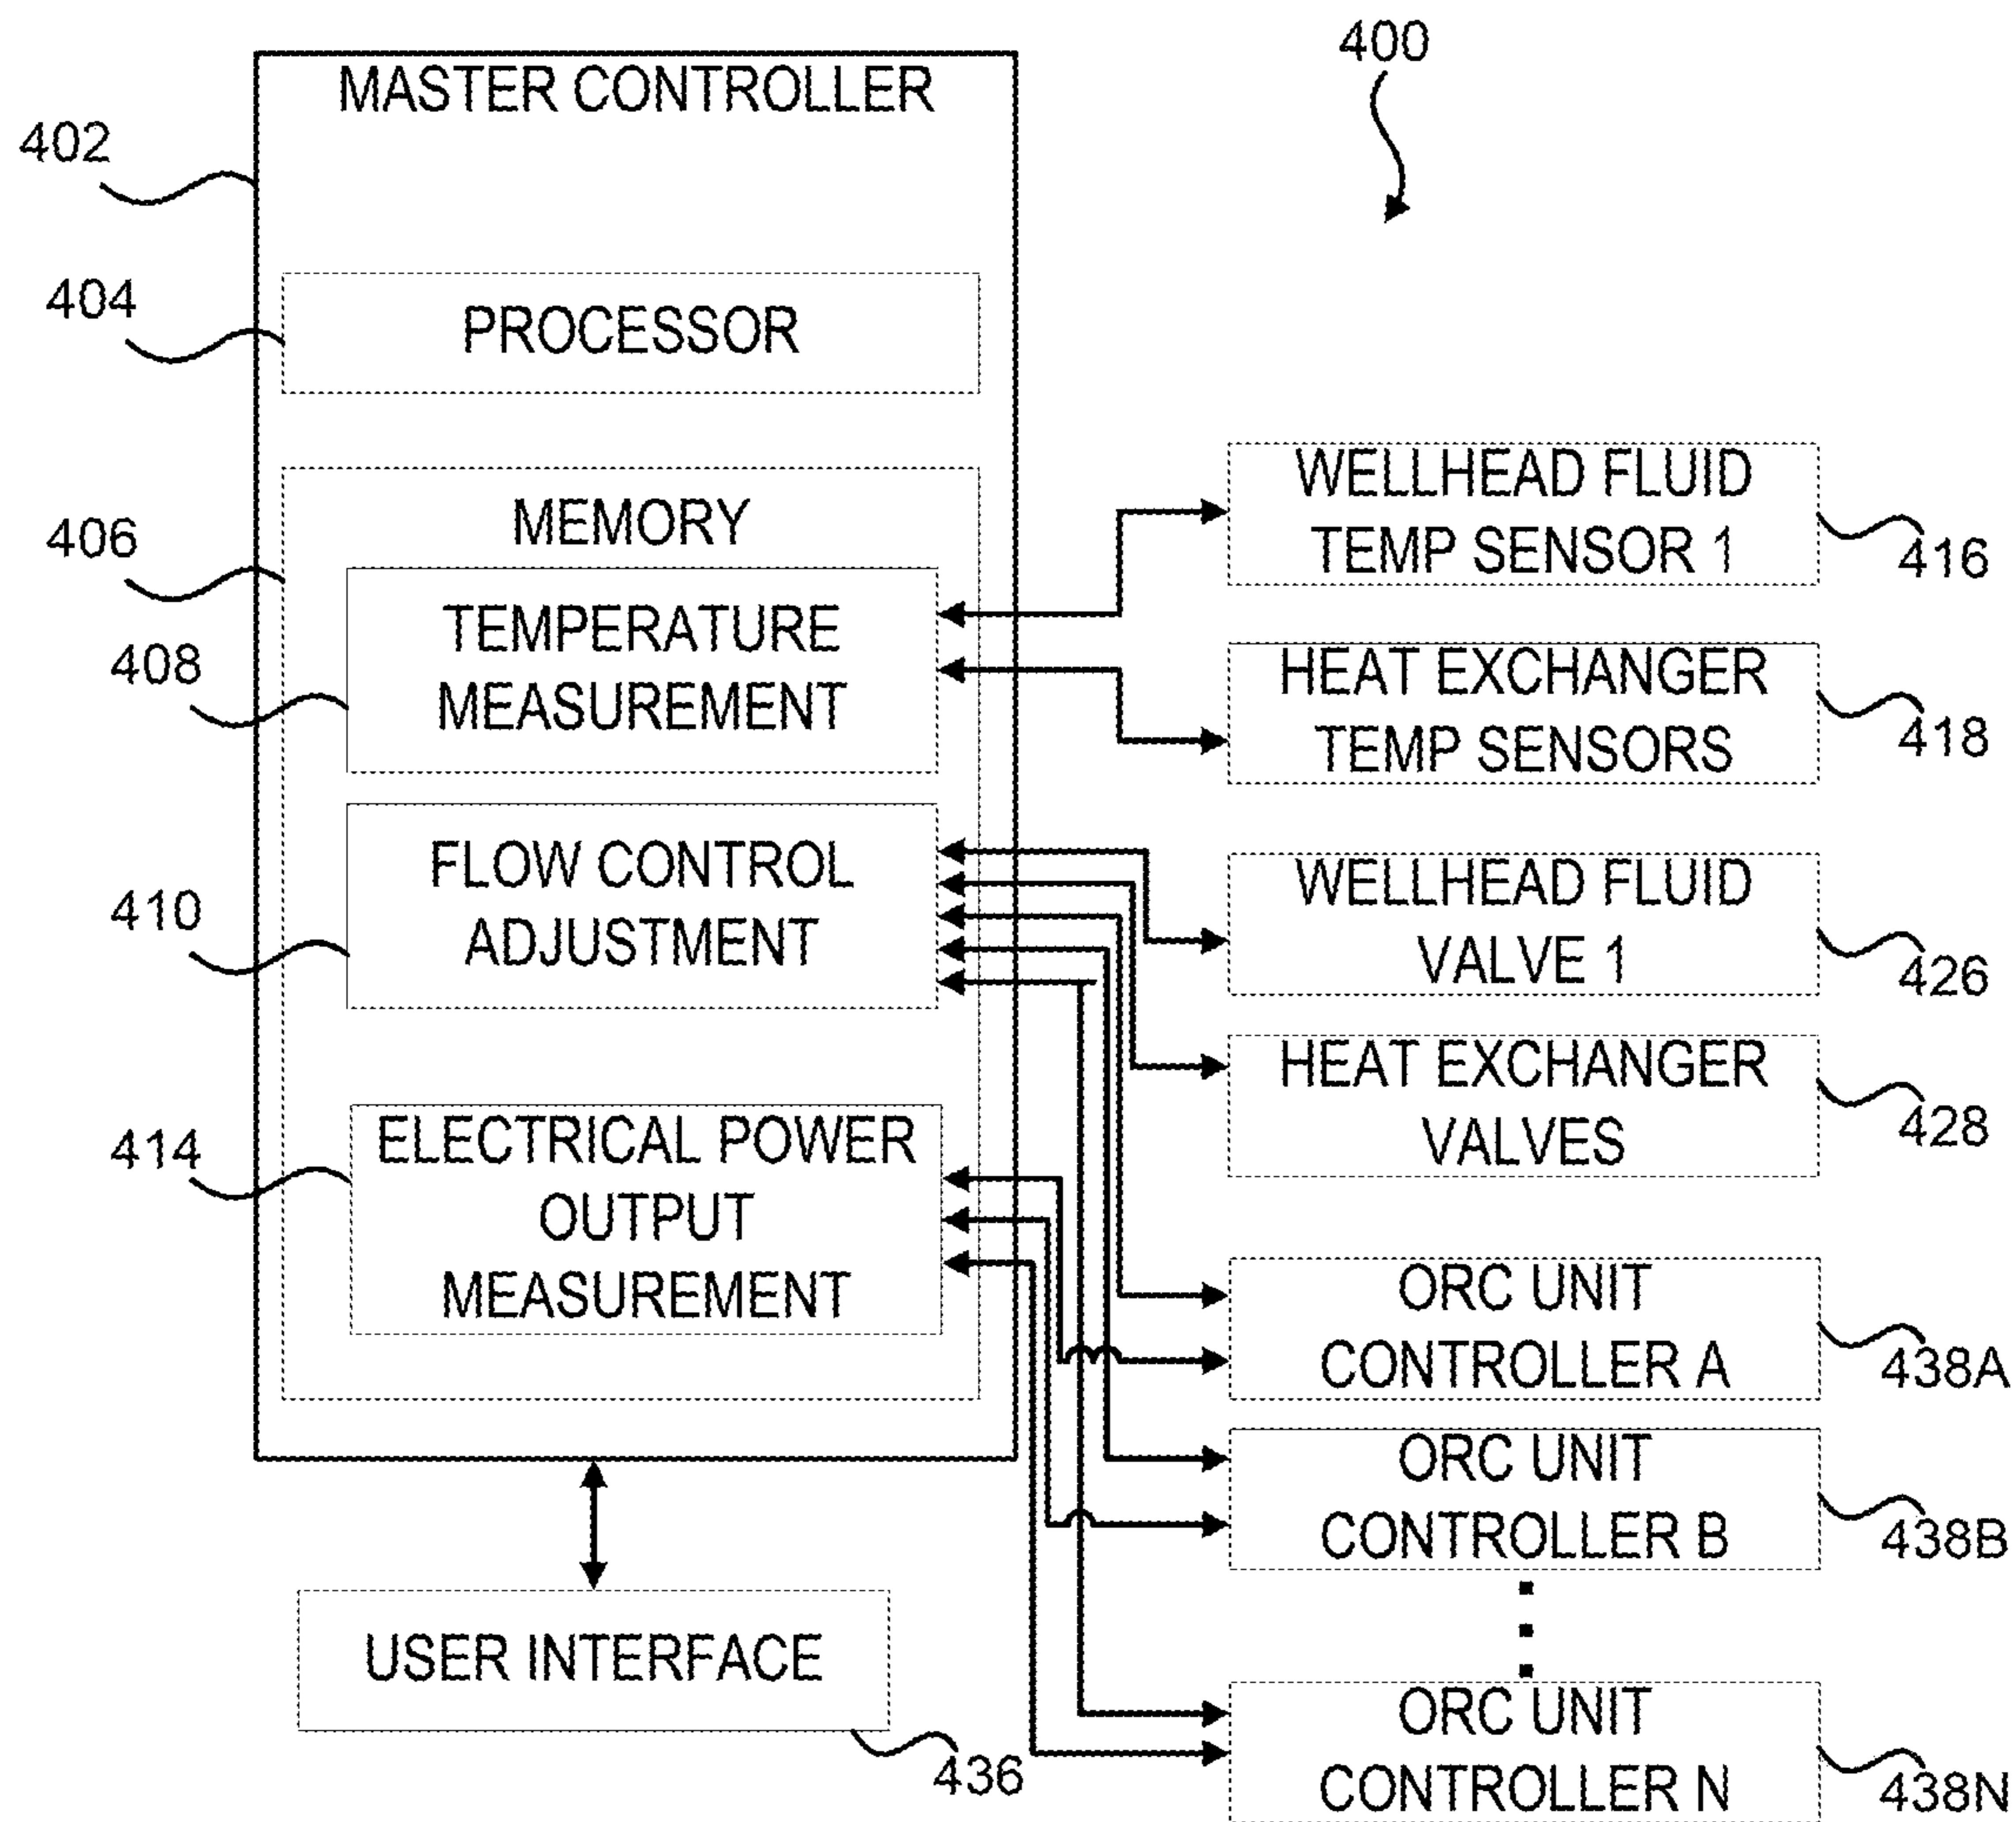 400
MASTER CONTROLLER
402
404
PROCESSOR
406
MEMORY
408
TEMPERATURE
MEASUREMENT
410
FLOW CONTROL
ADJUSTMENT
414
ELECTRICAL POWER
OUTPUT
MEASUREMENT
WELLHEAD FLUID
TEMP SENSOR 1
416
HEAT EXCHANGER
TEMP SENSORS
418
WELLHEAD FLUID
VALVE 1
426
HEAT EXCHANGER
VALVES
428
ORC UNIT
CONTROLLER A
438A
ORC UNIT
CONTROLLER B
438B
ORC UNIT
CONTROLLER N
438N
USER INTERFACE
436